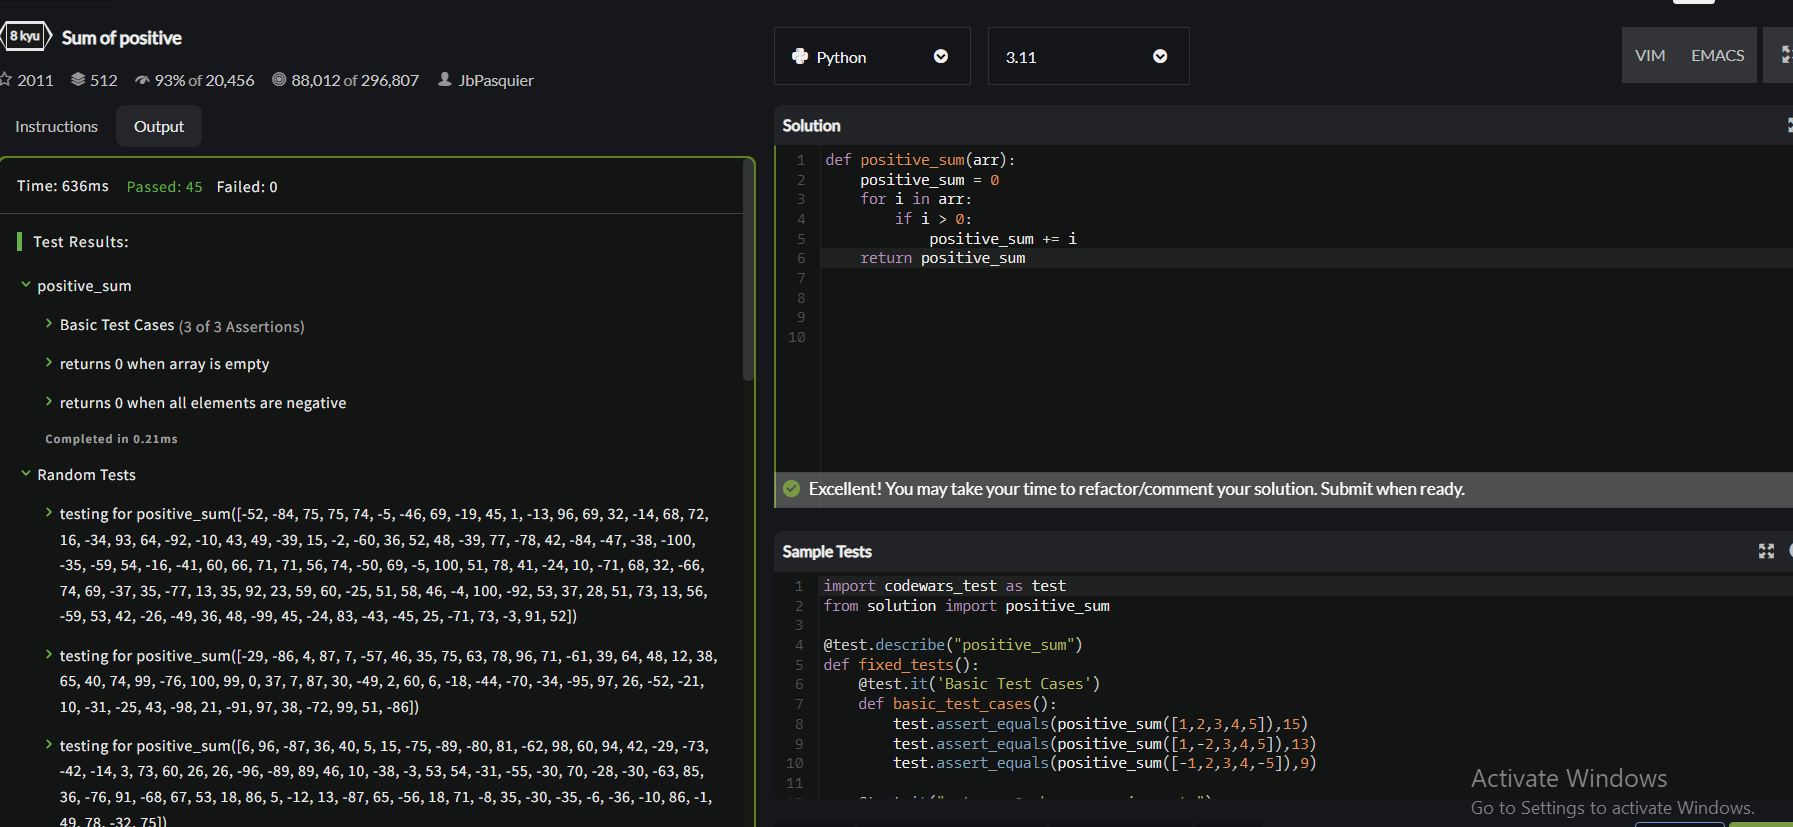 8 kyu Sum of positive
2011 512 93% of 20,456 88,012 of 296,807 JbPasquier
Instructions Output
Time: 636ms Passed: 45 Failed: 0
Test Results:
positive_sum
Basic Test Cases (3 of 3 Assertions)
returns 0 when array is empty
returns 0 when all elements are negative
Completed in 0.21ms
Random Tests
testing for positive_sum([-52, -84, 75, 75, 74, -5, -46, 69, -19, 45, 1, -13, 96, 69, 32, -14, 68, 72,
16, -34, 93, 64, -92, -10, 43, 49, -39, 15, -2, -60, 36, 52, 48, -39, 77, -78, 42, -84, -47, -38, -100,
-35, -59, 54, -16, -41, 60, 66, 71, 71, 56, 74, -50, 69, -5, 100, 51, 78, 41, -24, 10, -71, 68, 32, -66,
74, 69, -37, 35, -77, 13, 35, 92, 23, 59, 60, -25, 51, 58, 46, -4, 100, -92, 53, 37, 28, 51, 73, 13, 56,
-59, 53, 42, -26, -49, 36, 48, -99, 45, -24, 83, -43, -45, 25, -71, 73, -3, 91, 52])
testing for positive_sum([-29, -86, 4, 87, 7, -57, 46, 35, 75, 63, 78, 96, 71, -61, 39, 64, 48, 12, 38,
65, 40, 74, 99, -76, 100, 99, 0, 37, 7, 87, 30, -49, 2, 60, 6, -18, -44, -70, -34, -95, 97, 26, -52, -21,
10, -31, -25, 43, -98, 21, -91, 97, 38, -72, 99, 51, -86])
testing for positive_sum([6, 96, -87, 36, 40, 5, 15, -75, -89, -80, 81, -62, 98, 60, 94, 42, -29, -73,
-42, -14, 3, 73, 60, 26, 26, -96, -89, 89, 46, 10, -38, -3, 53, 54, -31, -55, -30, 70, -28, -30, -63, 85,
36, -76, 91, -68, 67, 53, 18, 86, 5, -12, 13, -87, 65, -56, 18, 71, -8, 35, -30, -35, -6, -36, -10, 86, -1,
49, 78, -32, 75])
Python 3.11 VIM EMACS
Solution
1 def positive_sum(arr):
2 positive_sum = 0
3 for i in arr:
4 if i > 0:
5 positive_sum += i
6 return positive_sum
7
8
9
10
Excellent! You may take your time to refactor/comment your solution. Submit when ready.
Sample Tests
1 import codewars_test as test
2 from solution import positive_sum
3
4 @test.describe("positive_sum")
5 def fixed_tests():
6 @test.it('Basic Test Cases')
7 def basic_test_cases():
8 test.assert_equals(positive_sum([1,2,3,4,5]),15)
9 test.assert_equals(positive_sum([1,-2,3,4,5]),13)
10 test.assert_equals(positive_sum([-1,2,3,4,-5]),9)
11
Activate Windows
Go to Settings to activate Windows.